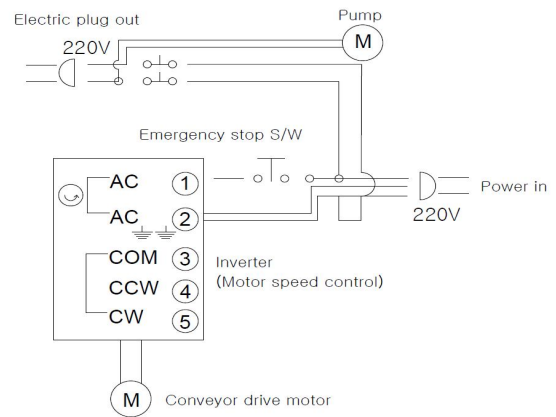 Pump
Electric plug out
M
220V
Emergency stop S/W
AC 1
Power in
AC 2
220V
COM 3
Inverter
(Motor speed control)
CCW 4
CW 5
M
Conveyor drive motor